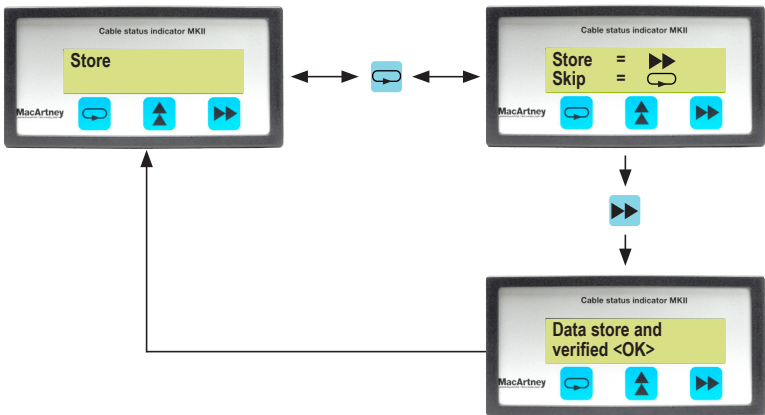 Cable status indicator MKII
Store
MacArtney
Cable status indicator MKII
Store =
Skip =
MacArtney
Cable status indicator MKII
Data store and
verified <OK>
MacArtney